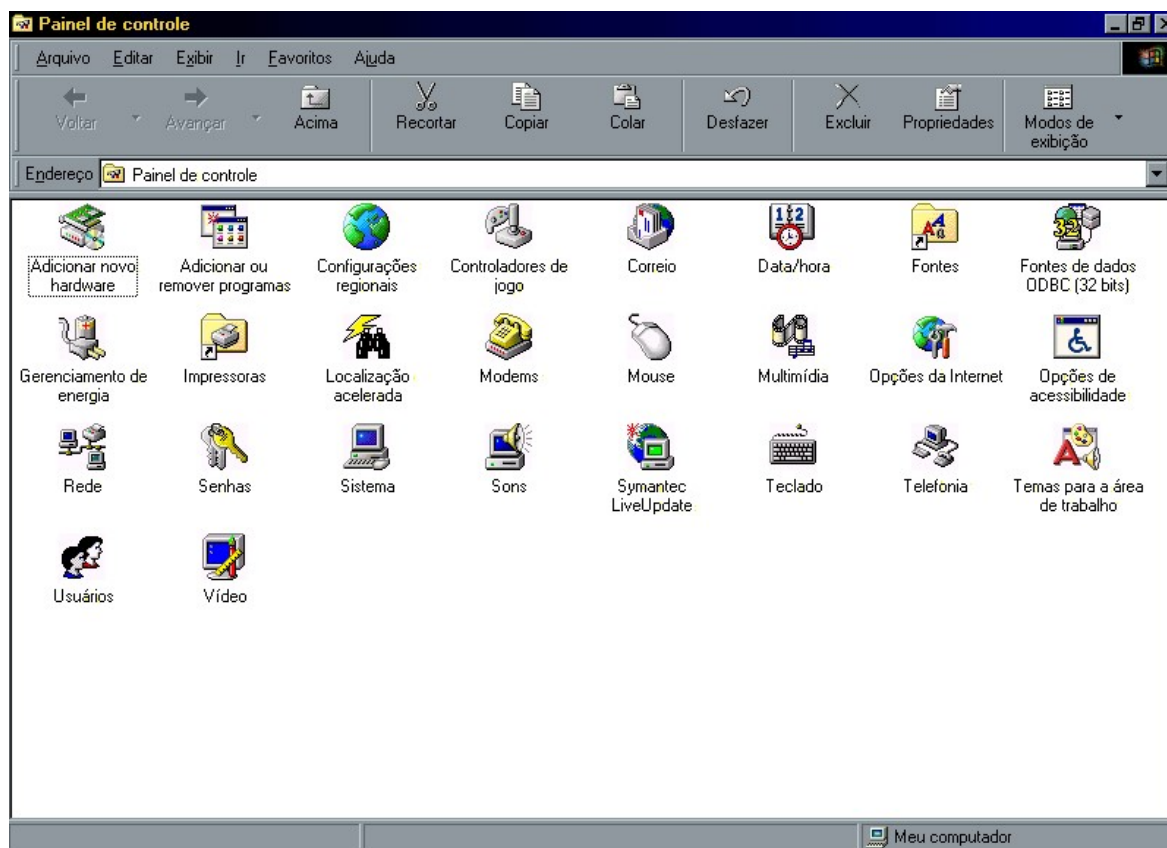 Painel de controle
Arquivo Editar Exibir Ir Favoritos Ajuda
Voltar Avançar Acima Recortar Copiar Colar Desfazer Excluir Propriedades Modos de
exibição
Endereço Painel de controle
Adicionar novo
hardware
Adicionar ou
remover programas
Configurações
regionais
Controladores de
jogo
Correio
Data/hora
Fontes
Fontes de dados
ODBC (32 bits)
Gerenciamento de
energia
Impressoras
Localização
acelerada
Modems
Mouse
Multimídia
Opções da Internet
Opções de
acessibilidade
Rede
Senhas
Sistema
Sons
Symantec
LiveUpdate
Teclado
Telefonia
Temas para a área
de trabalho
Usuários
Vídeo
Meu computador